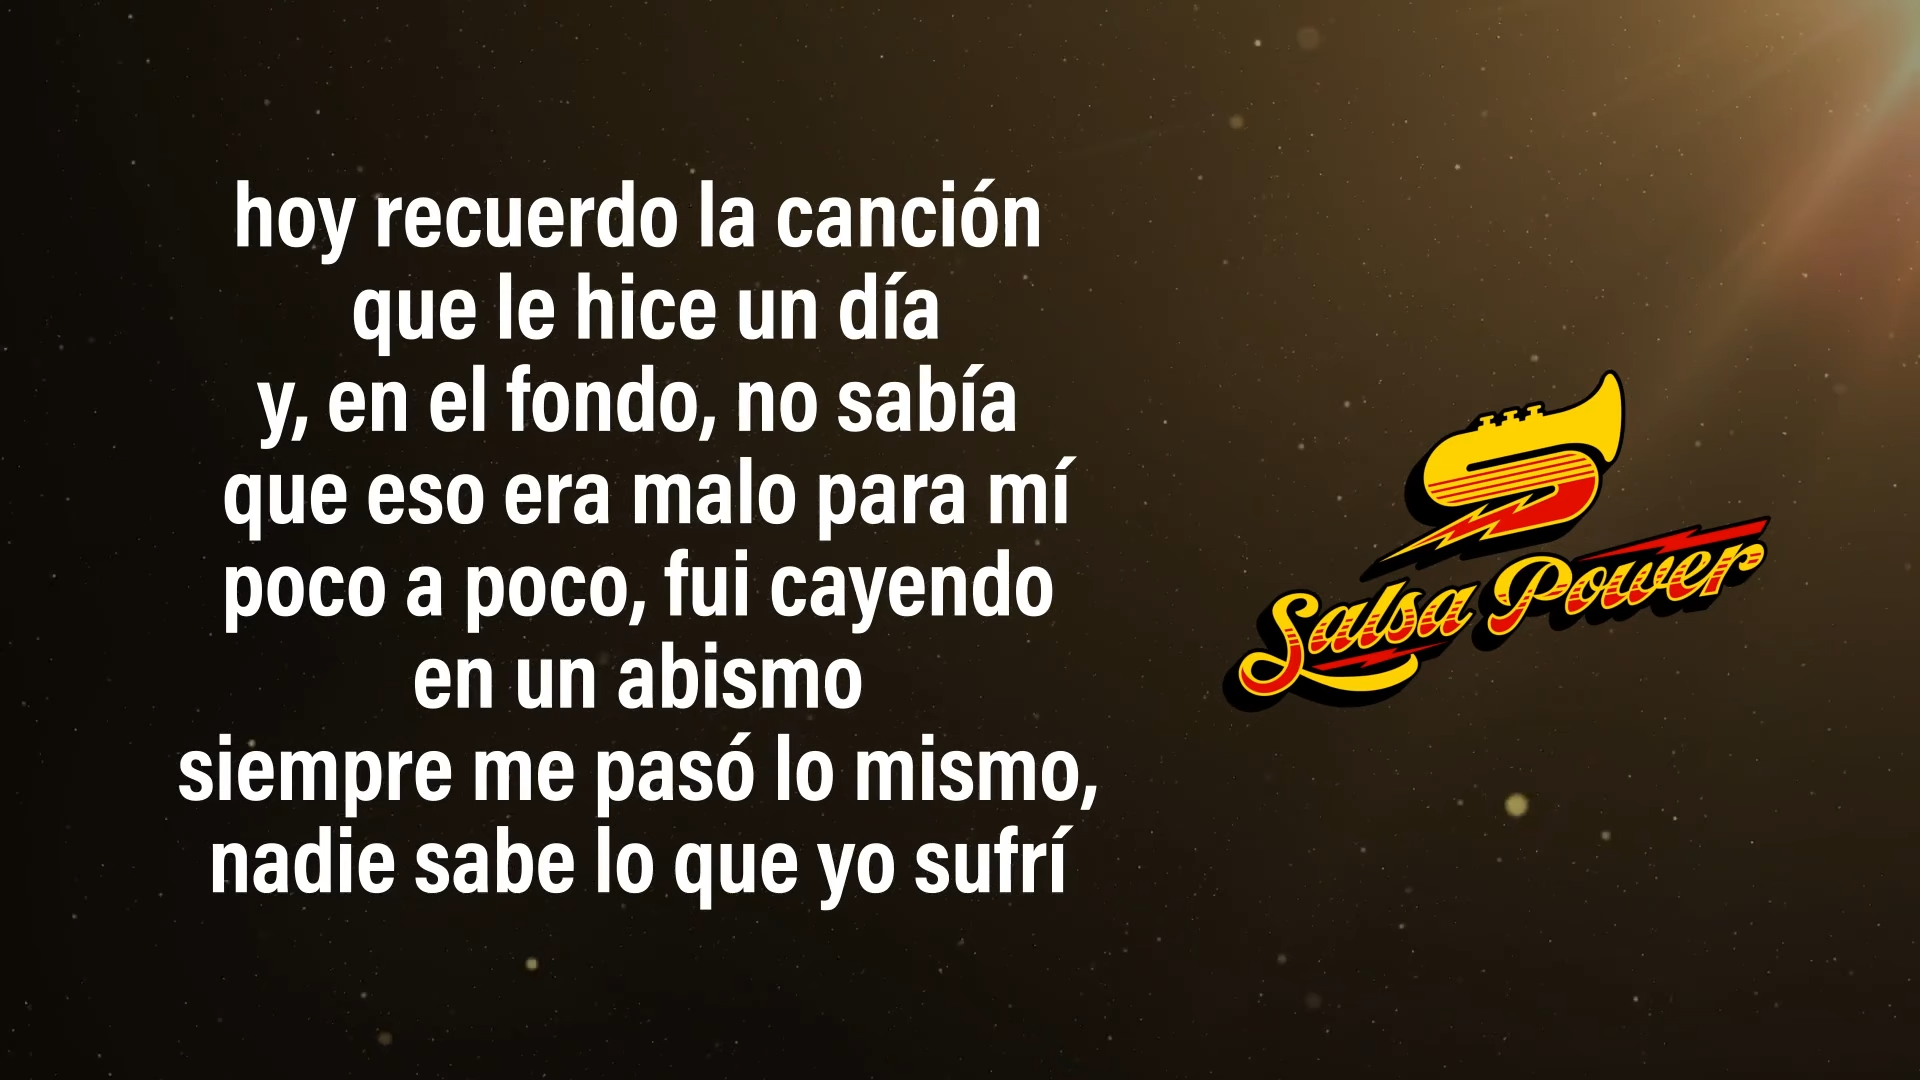 hoy recuerdo la canción
que le hice un día
y, en el fondo, no sabía
que eso era malo para mí
poco a poco, fui cayendo
en un abismo
siempre me pasó lo mismo,
nadie sabe lo que yo sufrí
Salsa Power